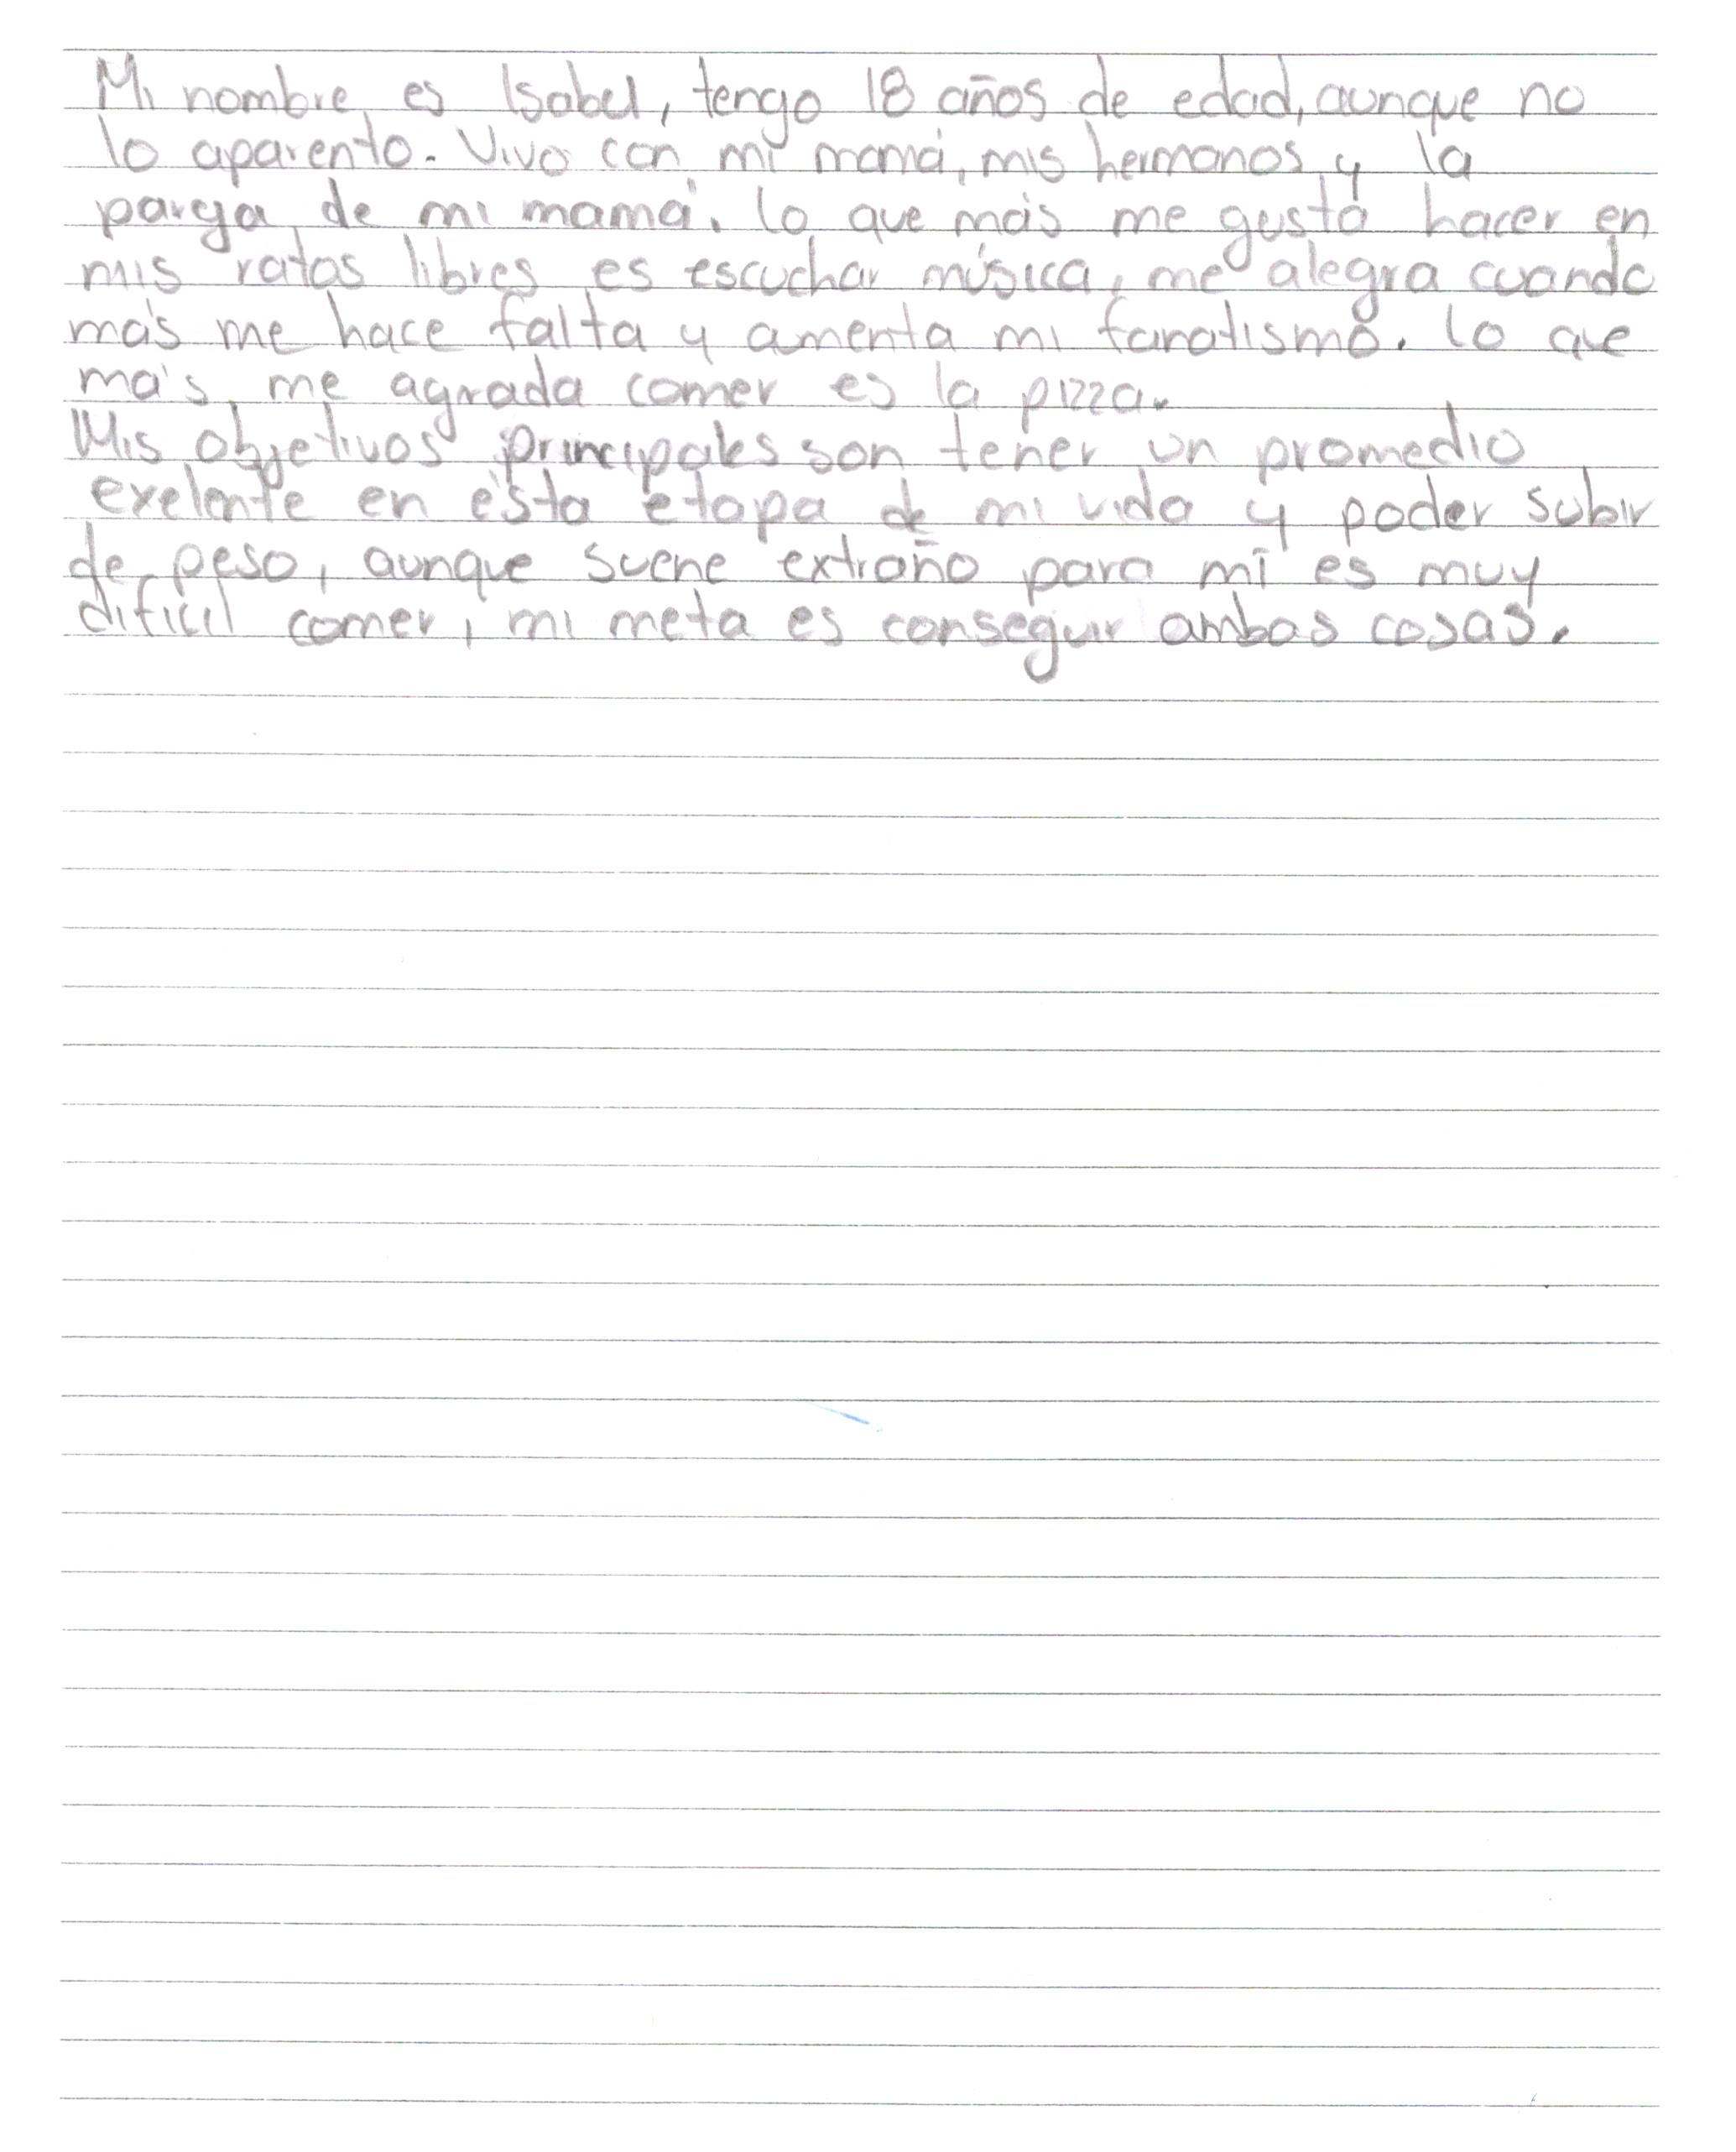 Mi nombre es Isabel, tengo 18 años de edad, aunque no
lo aparento. Vivo con mi mamá, mis hermanos y la
pareja de mi mamá. Lo que más me gusta hacer en
mis ratos libres es escuchar música, me alegra cuando
más me hace falta y amenta mi fanatismo. Lo que
más me agrada comer es la pizza.
Mis objetivos principales son tener un promedio
exelente en ésta etapa de mi vida y poder subir
de peso, aunque suene extraño para mí es muy
dificil comer, mi meta es conseguir ambas cosas.